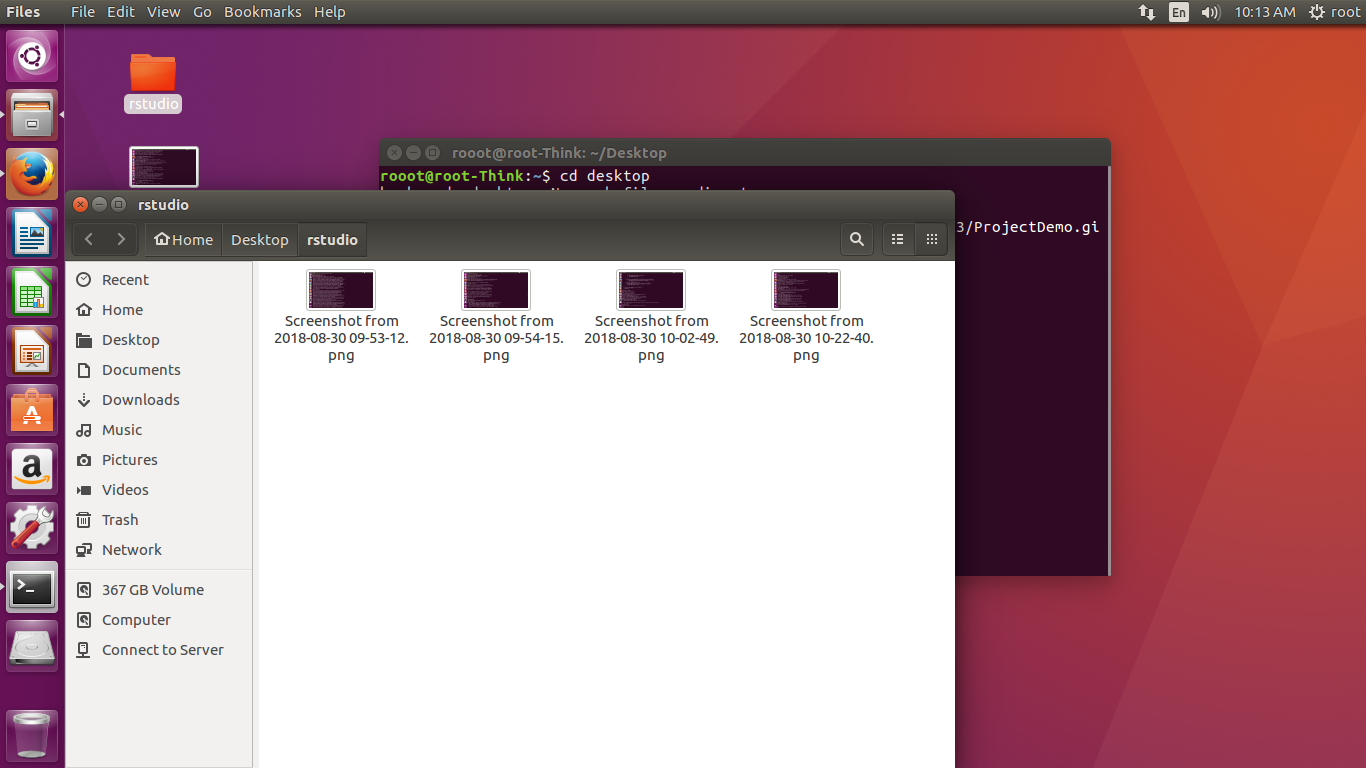 Files File Edit View Go Bookmarks Help En 10:13 AM root
rstudio
rooot@root-Think: ~/Desktop
rooot@root-Think:~$ cd desktop
3/ProjectDemo.gi
rstudio
Home Desktop rstudio
Recent
Home
Desktop
Documents
Downloads
Music
Pictures
Videos
Trash
Network
367 GB Volume
Computer
Connect to Server
Screenshot from
2018-08-30 09-53-12.
png
Screenshot from
2018-08-30 09-54-15.
png
Screenshot from
2018-08-30 10-02-49.
png
Screenshot from
2018-08-30 10-22-40.
png